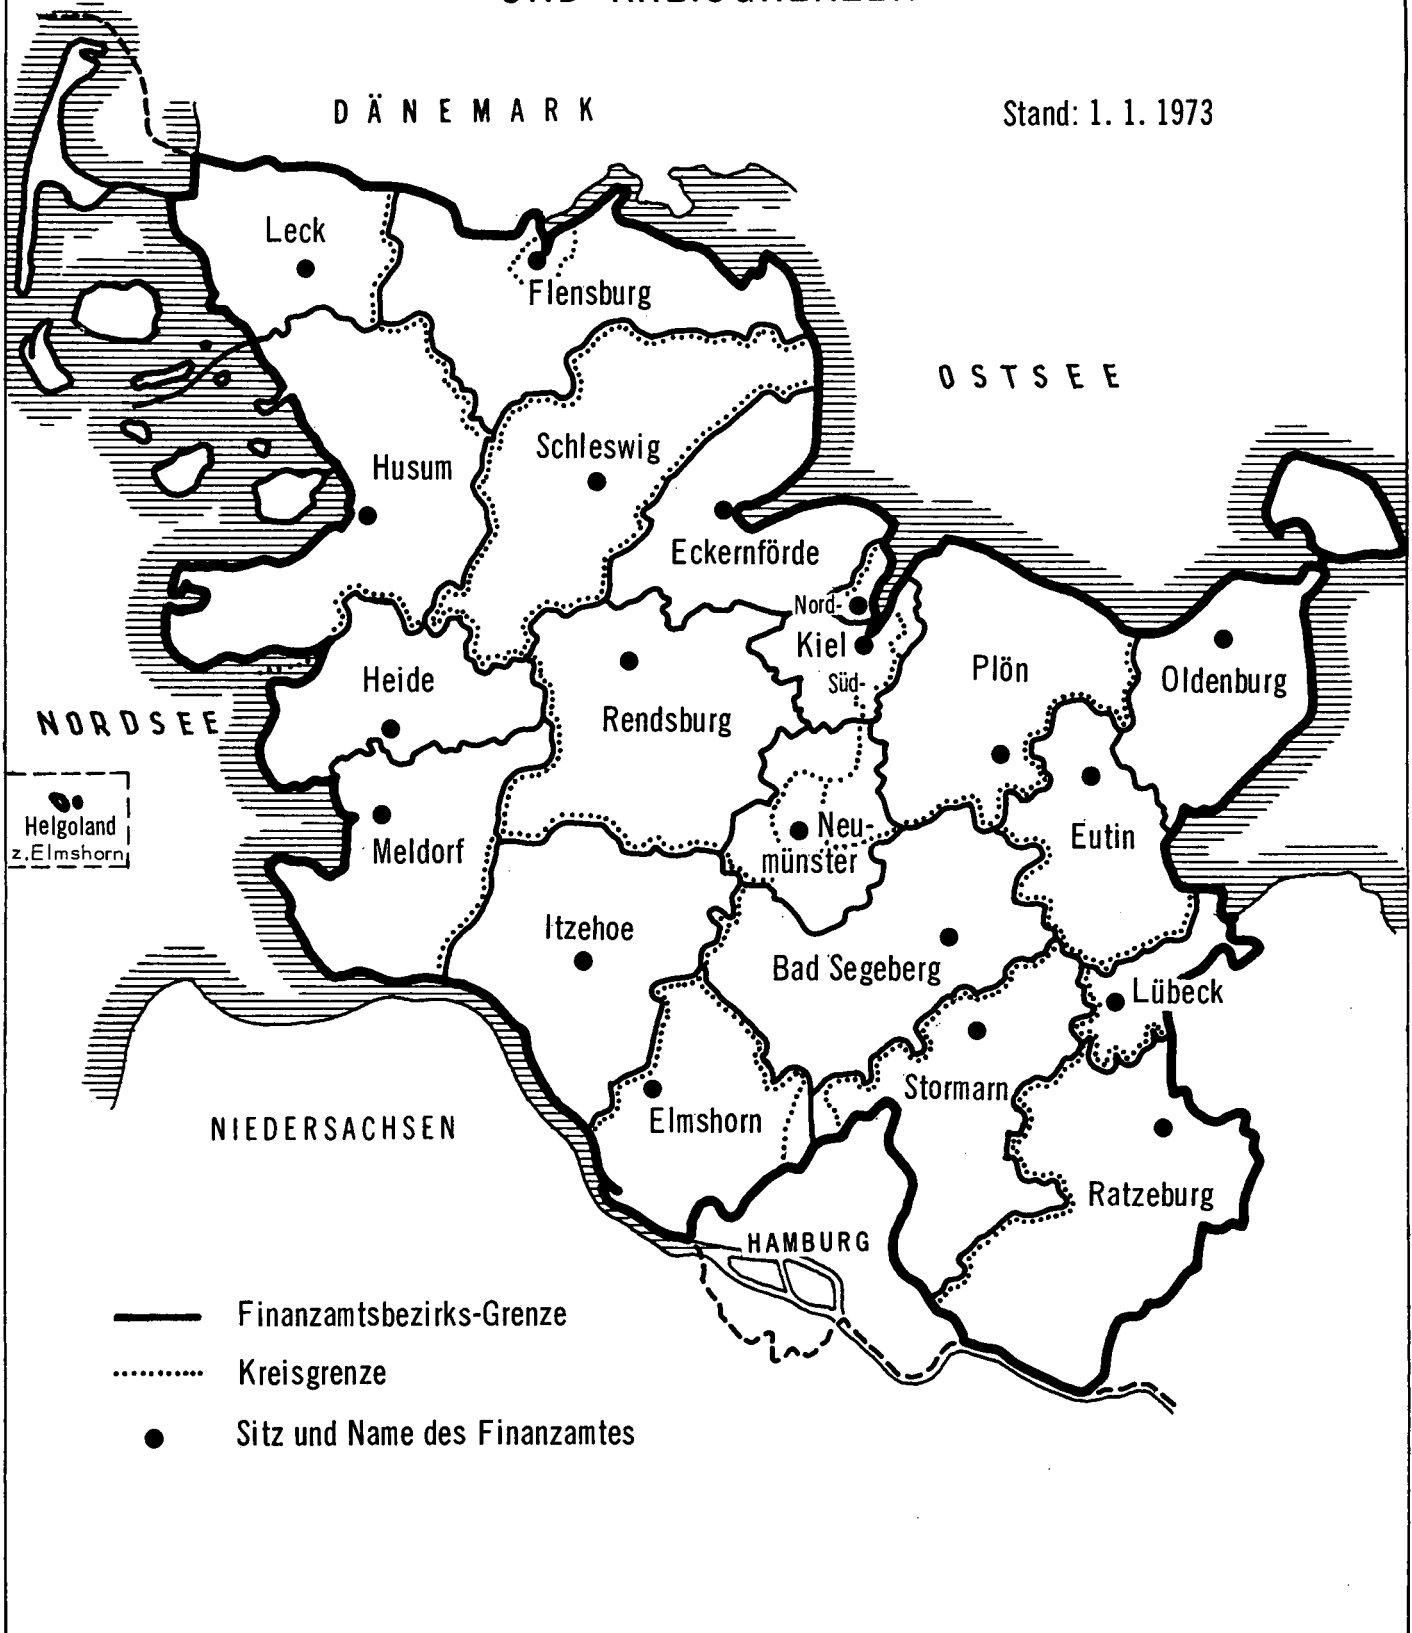 DÄNEMARK
Stand: 1. 1. 1973
Leck
Flensburg
OSTSEE
Schleswig
Husum
Eckernförde
Nord-
Kiel
Süd-
Plön
Oldenburg
Heide
Rendsburg
NORDSEE
Helgoland
z.Elmshorn
Meldorf
Neu-
münster
Eutin
Itzehoe
Bad Segeberg
Lübeck
Stormarn
Elmshorn
NIEDERSACHSEN
Ratzeburg
HAMBURG
Finanzamtsbezirks-Grenze
Kreisgrenze
Sitz und Name des Finanzamtes